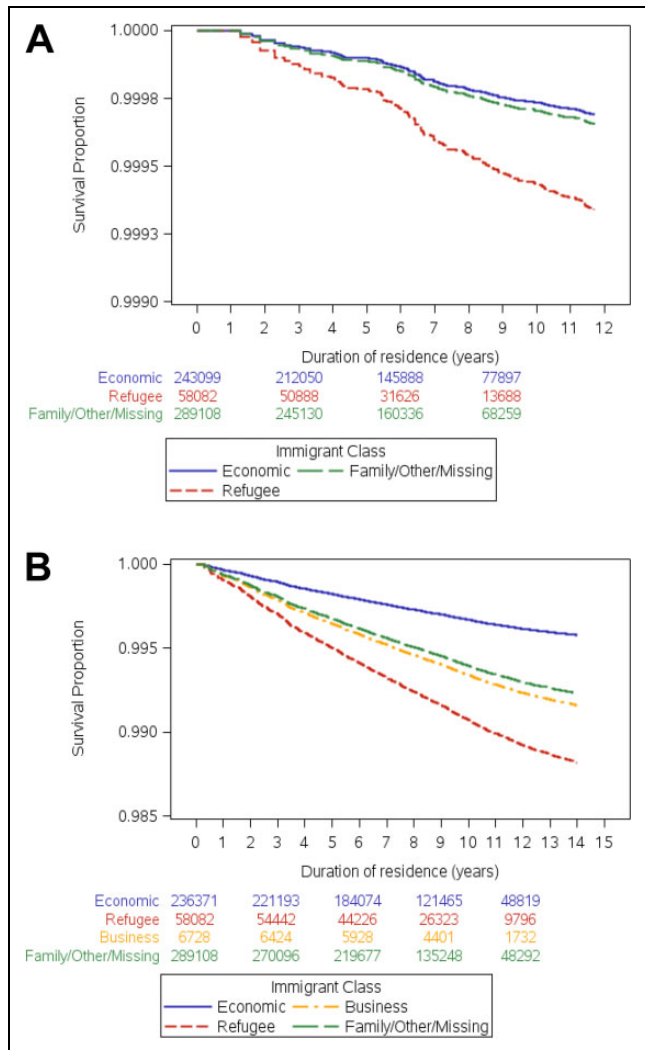 A
1.0000
0.9998
0.9995
0.9993
0.9990
Survival Proportion
0 1 2 3 4 5 6 7 8 9 10 11 12
Duration of residence (years)
Economic 243099 212050 145888 77897
Refugee 58082 50888 31626 13688
Family/Other/Missing 289108 245130 160336 68259
Immigrant Class
Economic Family/Other/Missing
Refugee
B
1.000
0.995
0.990
0.985
Survival Proportion
0 1 2 3 4 5 6 7 8 9 10 11 12 13 14 15
Duration of residence (years)
Economic 236371 221193 184074 121465 48819
Refugee 58082 54442 44226 26323 9796
Business 6728 6424 5928 4401 1732
Family/Other/Missing 289108 270096 219677 135248 48292
Immigrant Class
Economic Business
Refugee Family/Other/Missing